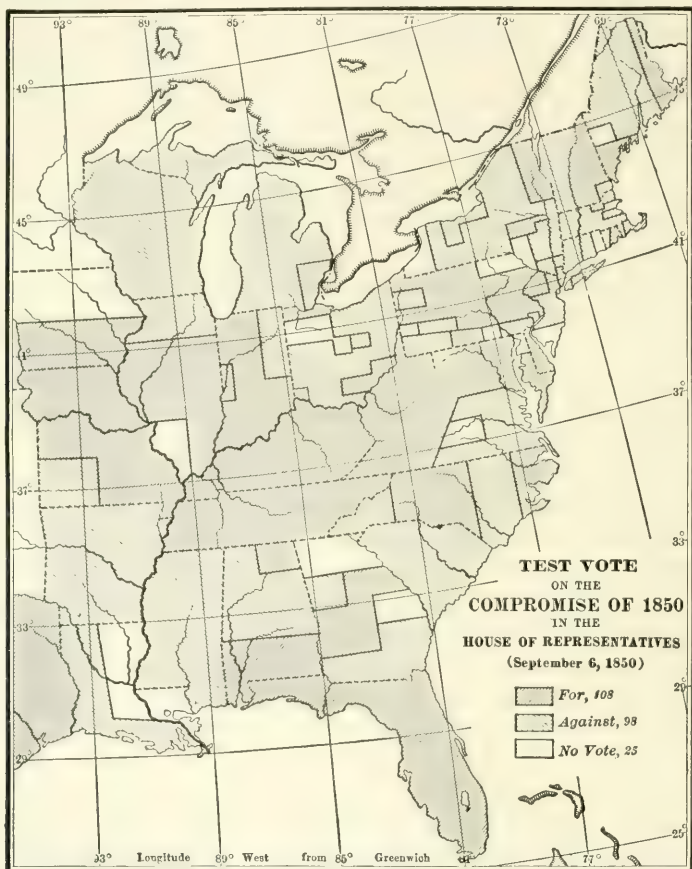 93° 89° 85° 81° 77° 73° 69°
49°
45°
45°
41°
41°
37°
37°
33°
33°
29°
29°
25°
TEST VOTE
ON THE
COMPROMISE OF 1850
IN THE
HOUSE OF REPRESENTATIVES
(September 6, 1850)
For, 108
Against, 98
No Vote, 25
93° Longitude 89° West from 85° Greenwich 81 77°